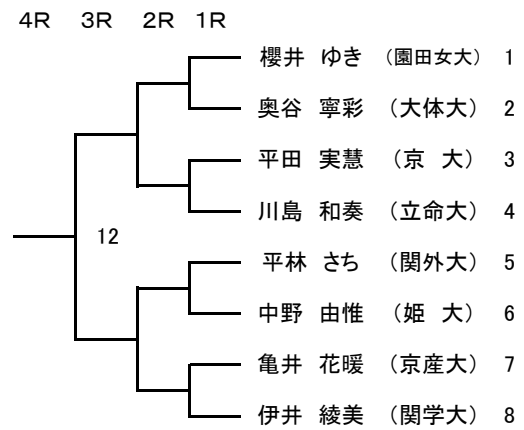 4R 3R 2R 1R
櫻井 ゆき (園田女大) 1
奥谷 寧彩 (大体大) 2
平田 実慧 (京 大) 3
川島 和奏 (立命大) 4
12
平林 さち (関外大) 5
中野 由惟 (姫 大) 6
亀井 花暖 (京産大) 7
伊井 綾美 (関学大) 8